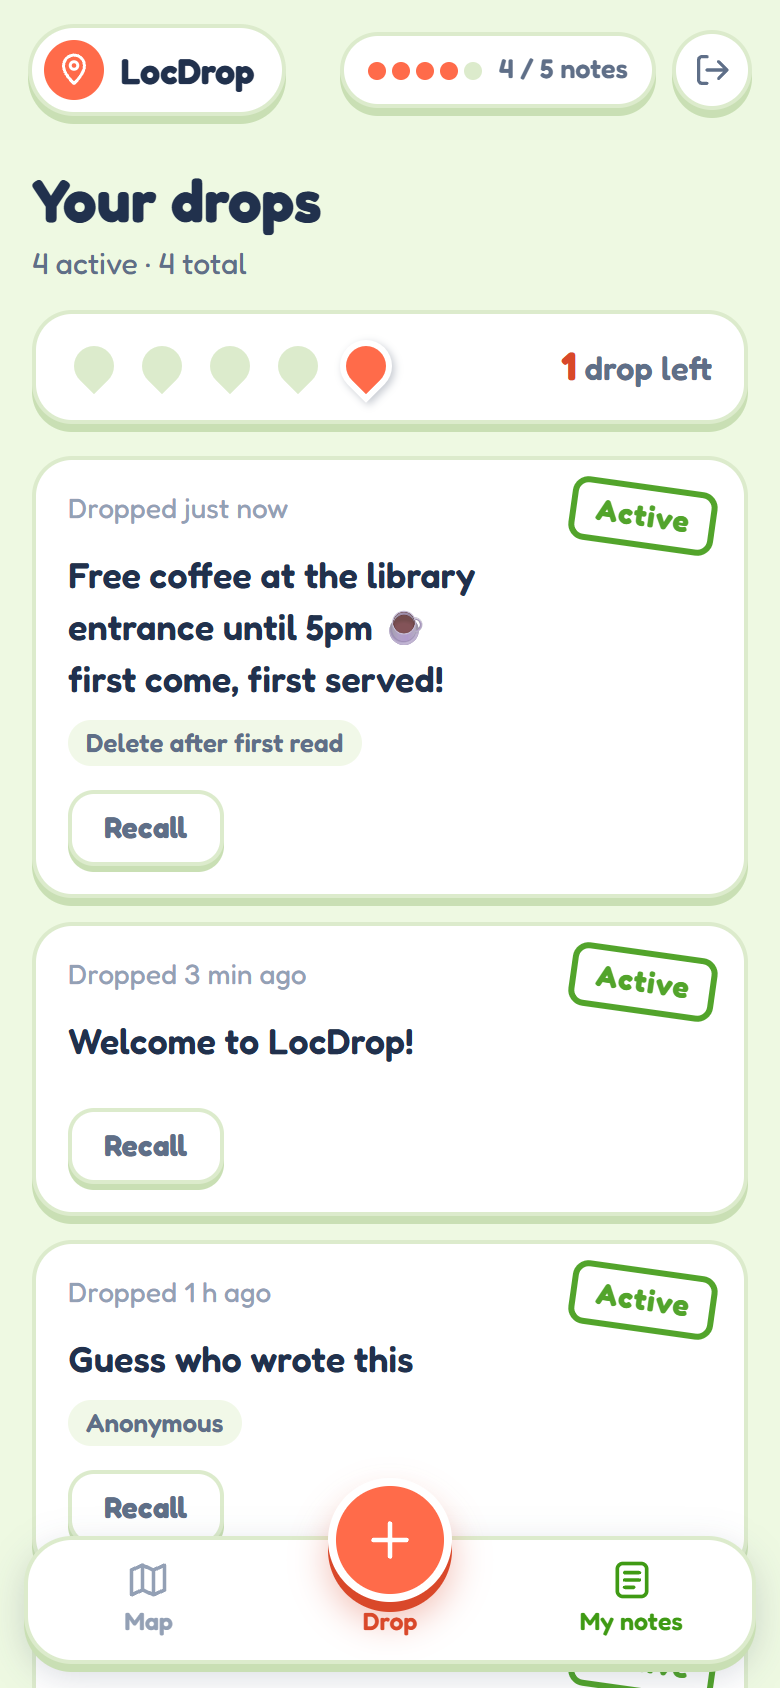 LocDrop
4 / 5 notes
Your drops
4 active · 4 total
1 drop left
Dropped just now
Active
Free coffee at the library
entrance until 5pm ☕
first come, first served!
Delete after first read
Recall
Dropped 3 min ago
Active
Welcome to LocDrop!
Recall
Dropped 1 h ago
Active
Guess who wrote this
Anonymous
Recall
Map
Drop
My notes